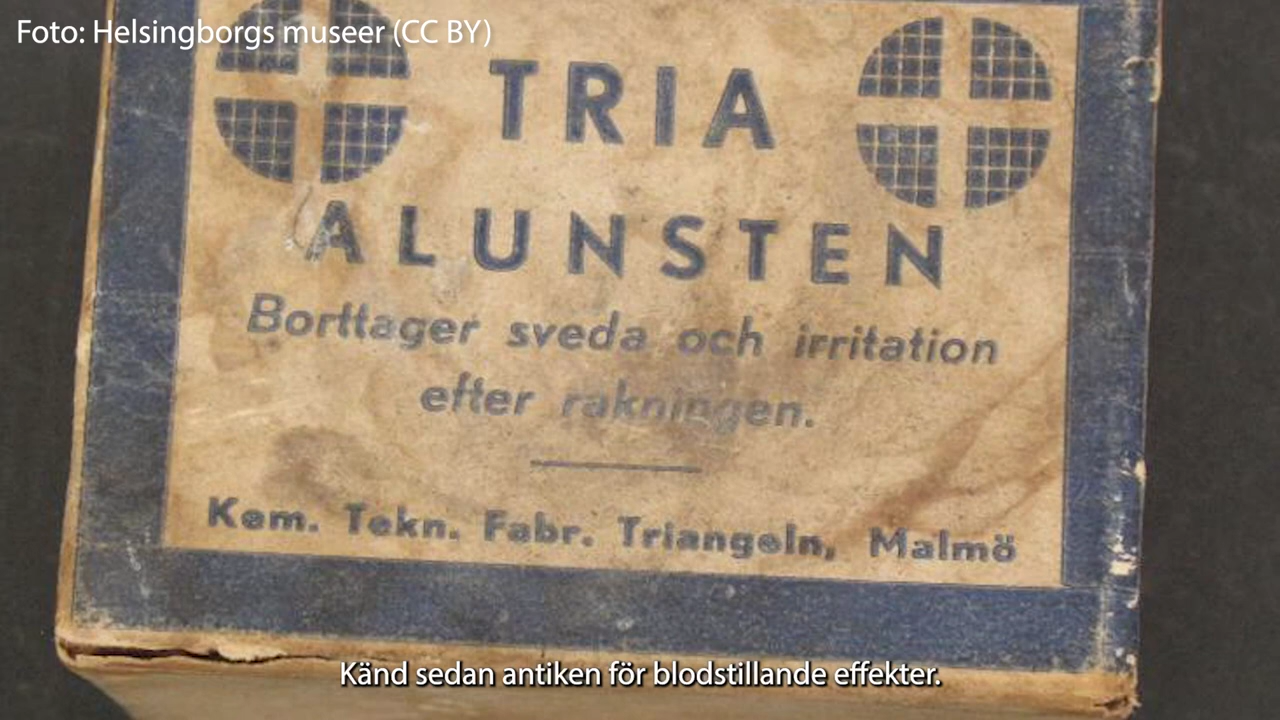 Foto: Helsingborgs museer (CC BY)
TRIA
ALUNSTEN
Borttager sveda och irritation
efter rakningen.
Kem. Tekn. Fabr. Triangeln, Malmö
Känd sedan antiken för blodstillande effekter.